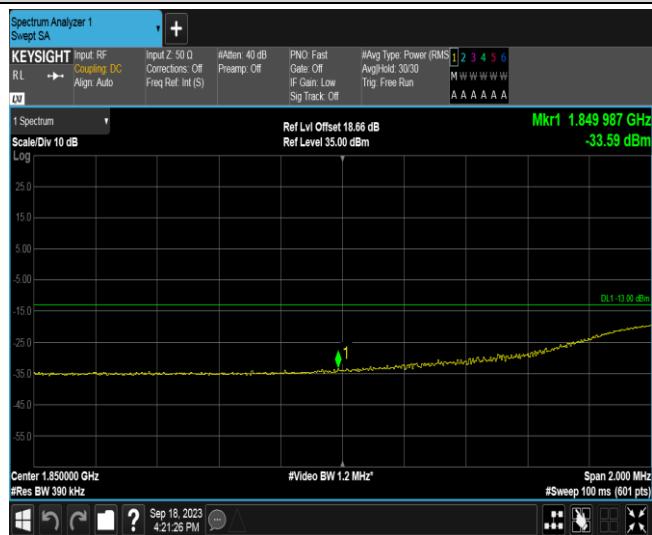 Spectrum Analyzer 1
Swept SA
+
KEYSIGHT
RL
LXI
Input: RF
Coupling: DC
Align: Auto
Input Z: 50 Ω
Corrections: Off
Freq Ref: Int (S)
#Atten: 40 dB
Preamp: Off
PNO: Fast
Gate: Off
IF Gain: Low
Sig Track: Off
#Avg Type: Power (RMS
Avg|Hold: 30/30
Trig: Free Run
1 2 3 4 5 6
M W W W W W
A A A A A A
1 Spectrum
Scale/Div 10 dB
Log
Ref Lvl Offset 18.66 dB
Ref Level 35.00 dBm
Mkr1 1.849 987 GHz
-33.59 dBm
25.0
15.0
5.00
-5.00
DL1 -13.00 dBm
-15.0
-25.0
1
-35.0
-45.0
-55.0
Center 1.850000 GHz
#Video BW 1.2 MHz*
Span 2.000 MHz
#Res BW 390 kHz
#Sweep 100 ms (601 pts)
?
Sep 18, 2023
4:21:26 PM